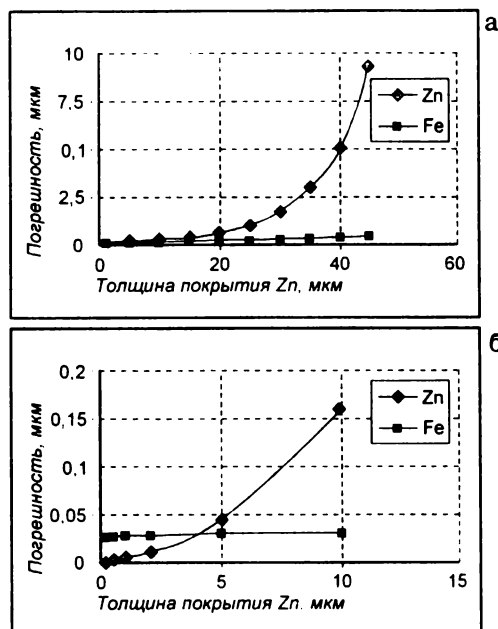 а
10
7,5
0,1
2,5
0
20
40
60
Погрешность, мкм
Толщина покрытия Zn, мкм
Zn
Fe
б
0,2
0,15
0,1
0,05
0
0
5
10
15
Погрешность, мкм
Толщина покрытия Zn. мкм
Zn
Fe